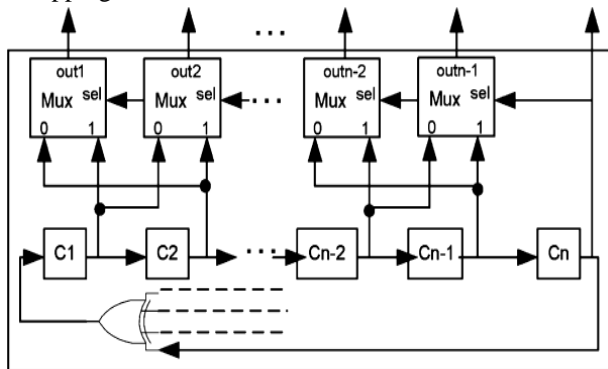 out1 out2 outn-2 outn-1
Mux sel Mux sel Mux sel Mux sel
0 1 0 1 0 1 0 1
C1 C2 Cn-2 Cn-1 Cn